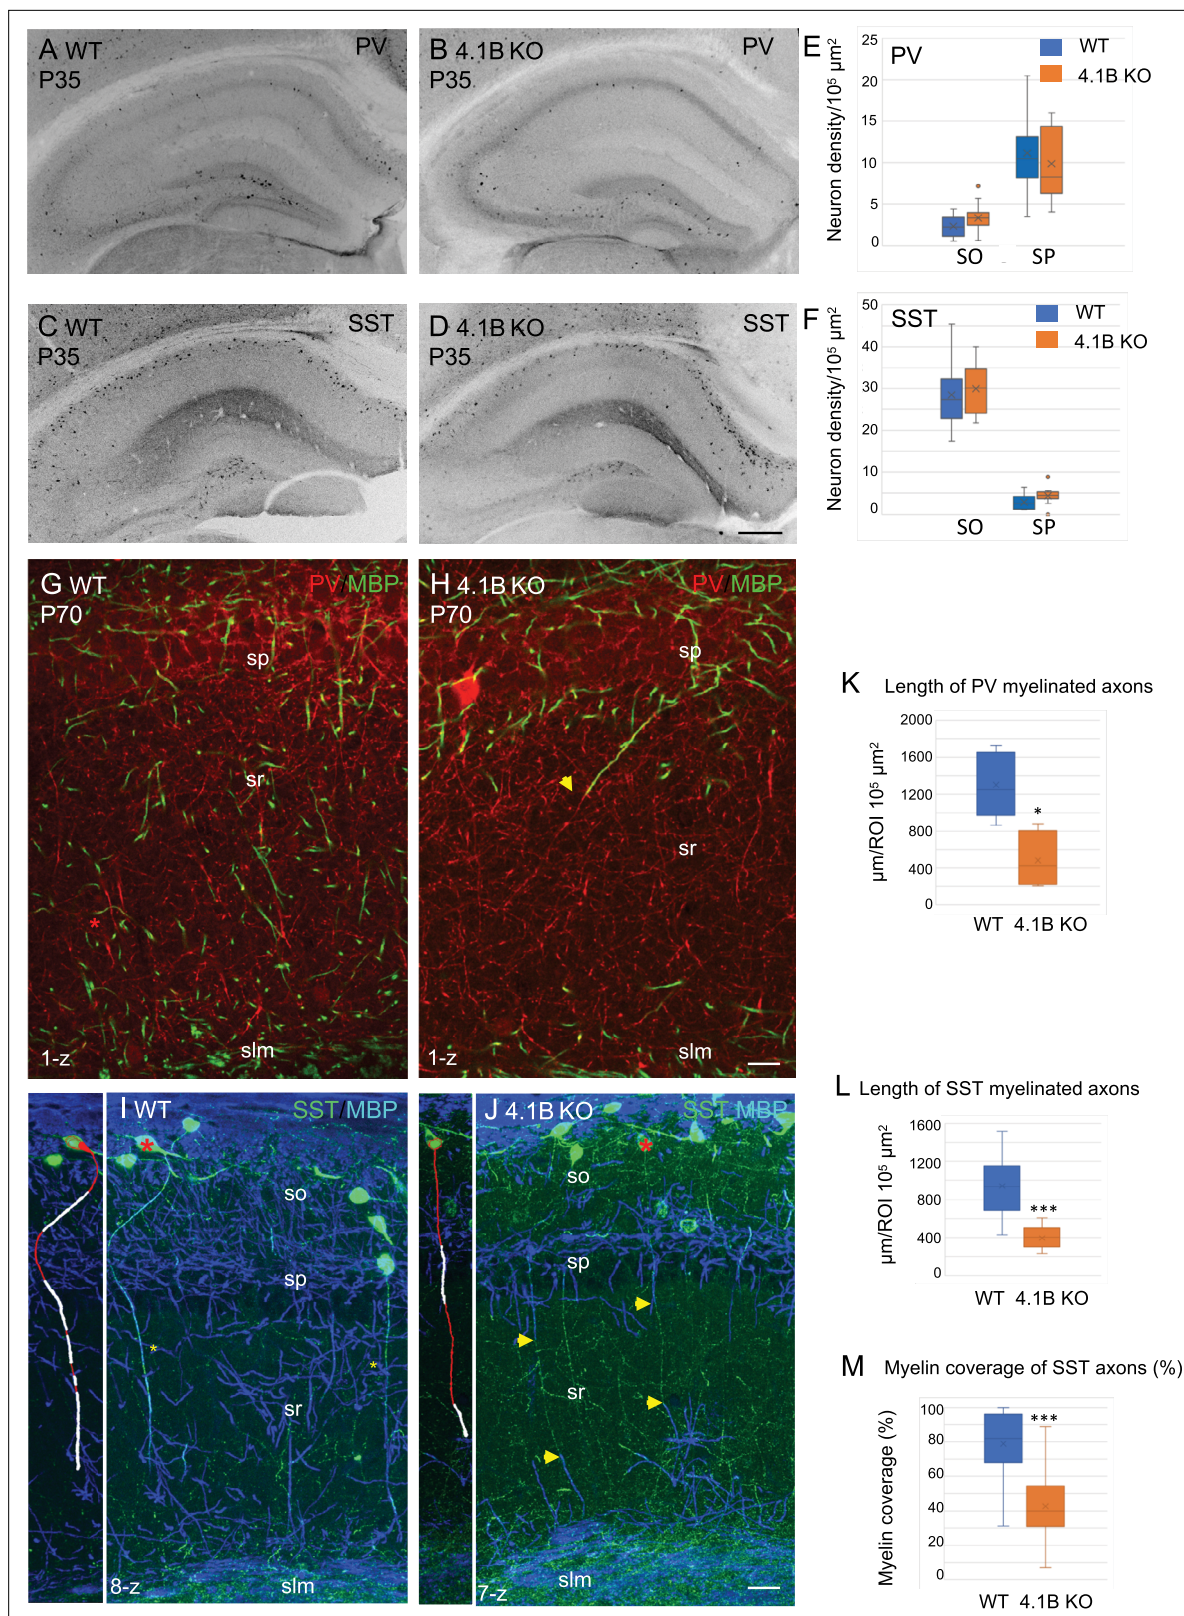 A WT
PV
P35
B 4.1B KO
PV
P35
E
PV
WT
4.1B KO
Neuron density/10⁵ µm²
25
20
15
10
5
0
SO
SP
C WT
SST
P35
D 4.1B KO
SST
P35
F
SST
WT
4.1B KO
Neuron density/10⁵ µm²
50
40
30
20
10
0
SO
SP
G WT
PV/MBP
P70
sp
sr
*
slm
1-z
H 4.1B KO
PV/MBP
P70
sp
sr
slm
1-z
K Length of PV myelinated axons
µm/ROI 10⁵ µm²
2000
1600
1200
800
400
0
*
WT 4.1B KO
I WT
SST/MBP
*
so
sp
*
*
sr
slm
8-z
J 4.1B KO
SST/MBP
*
so
sp
sr
slm
7-z
L Length of SST myelinated axons
µm/ROI 10⁵ µm²
1600
1200
800
400
0
***
WT 4.1B KO
M Myelin coverage of SST axons (%)
Myelin coverage (%)
100
80
60
40
20
0
***
WT 4.1B KO